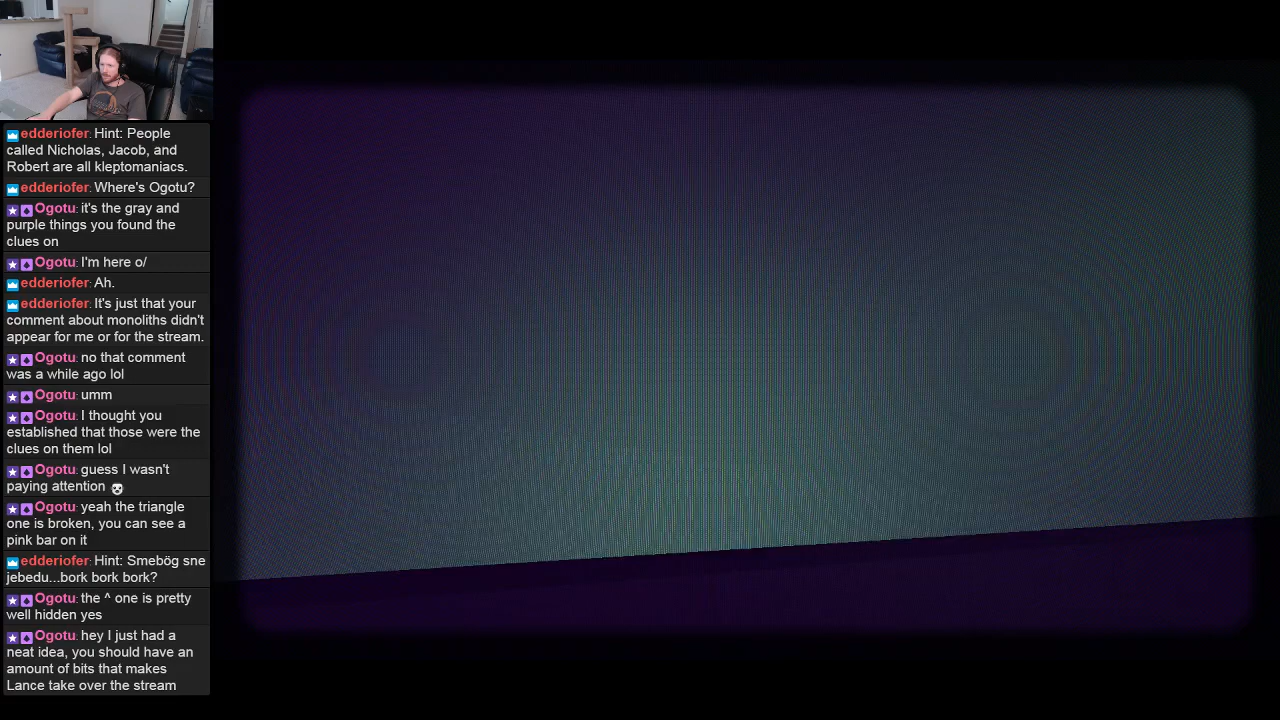 edderiofer: Hint: People
called Nicholas, Jacob, and
Robert are all kleptomaniacs.
edderiofer: Where's Ogotu?
Ogotu: it's the gray and
purple things you found the
clues on
Ogotu: I'm here o/
edderiofer: Ah.
edderiofer: It's just that your
comment about monoliths didn't
appear for me or for the stream.
Ogotu: no that comment
was a while ago lol
Ogotu: umm
Ogotu: I thought you
established that those were the
clues on them lol
Ogotu: guess I wasn't
paying attention
Ogotu: yeah the triangle
one is broken, you can see a
pink bar on it
edderiofer: Hint: Smebög sne
jebedu...bork bork bork?
Ogotu: the ^ one is pretty
well hidden yes
Ogotu: hey I just had a
neat idea, you should have an
amount of bits that makes
Lance take over the stream